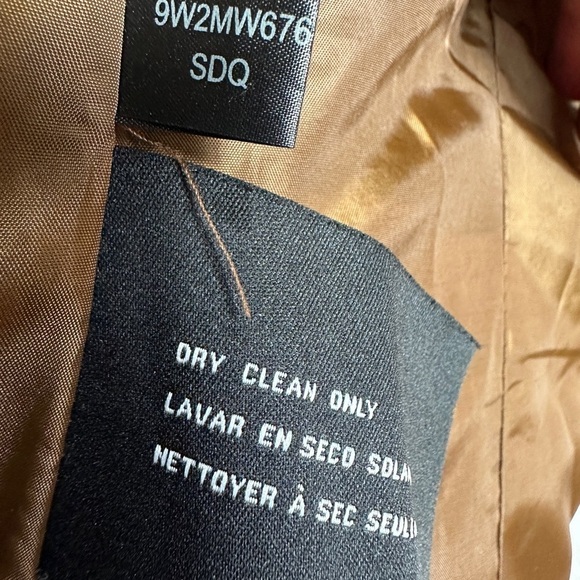 9W2MW676
SDQ
DRY CLEAN ONLY
LAVAR EN SECO
NETTOYER À SEC